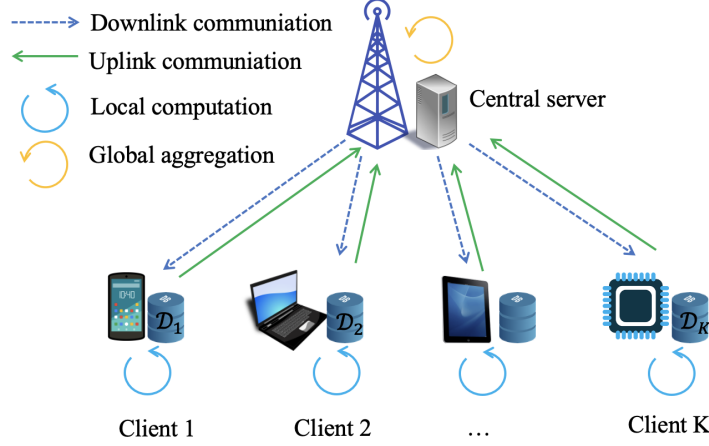 Downlink communiation
Uplink communiation
Local computation
Global aggregation
Central server
10:40
𝒟1
𝒟2
𝒟K
Client 1
Client 2
...
Client K